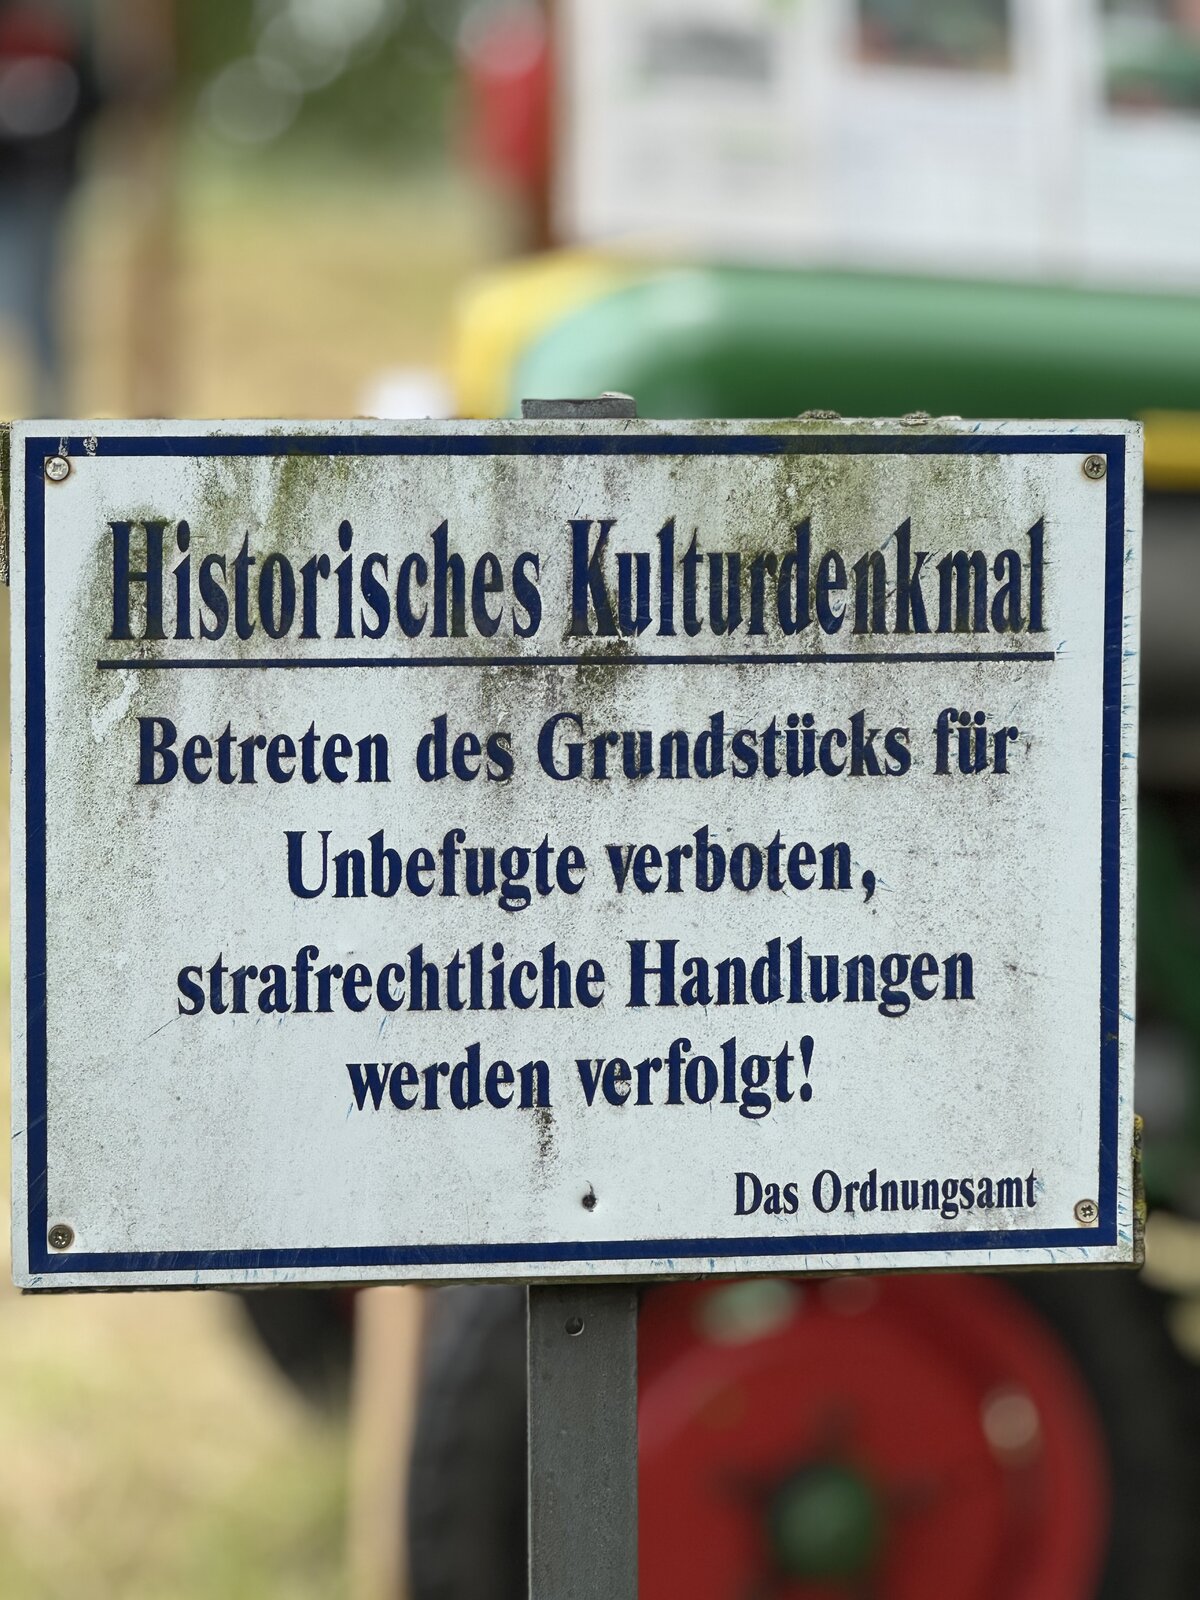 Historisches Kulturdenkmal
Betreten des Grundstücks für
Unbefugte verboten,
strafrechtliche Handlungen
werden verfolgt!
Das Ordnungsamt